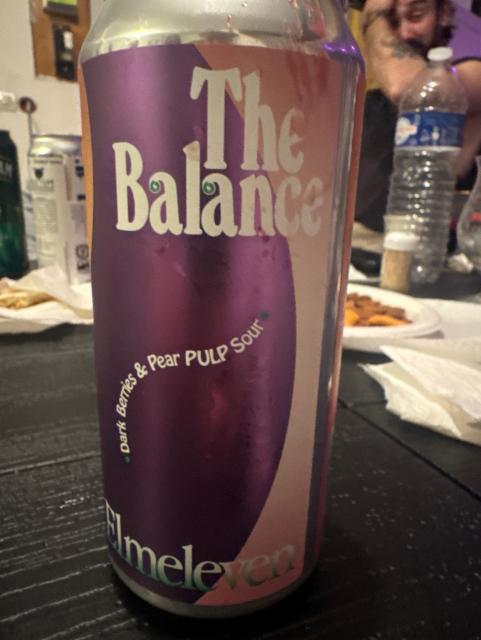 The
Balance
Dark Berries & Pear PULP Sour
Elmeleven